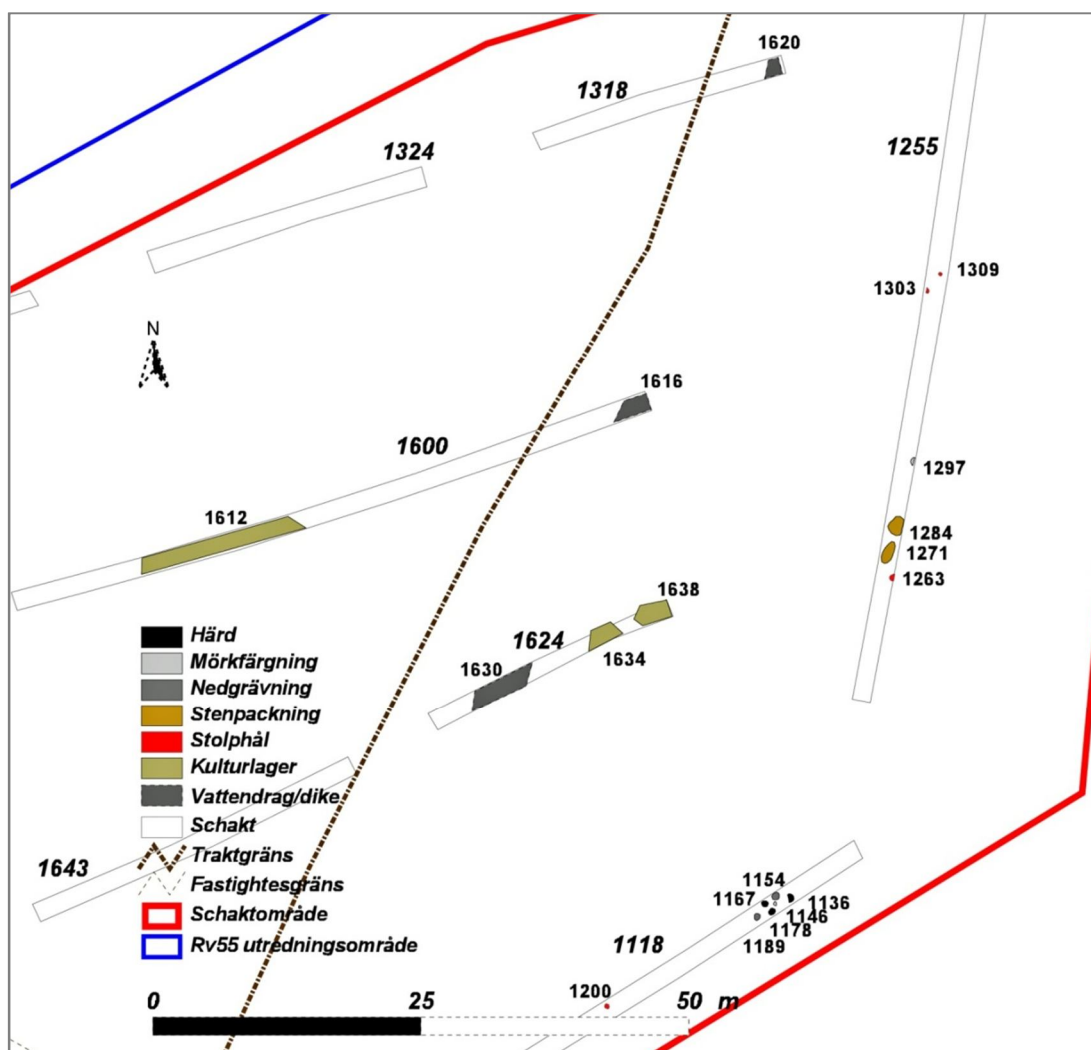 1620
1318
1324
1255
1309
1303
N
1616
1600
1297
1612
1284
1271
1263
1638
1624
1634
1630
Härd
Mörkfärgning
Nedgrävning
Stenpackning
Stolphål
Kulturlager
Vattendrag/dike
Schakt
Traktgräns
Fastightesgräns
Schaktområde
Rv55 utredningsområde
1643
1154
1167
1136
1146
1178
1189
1118
1200
0 25 50 m